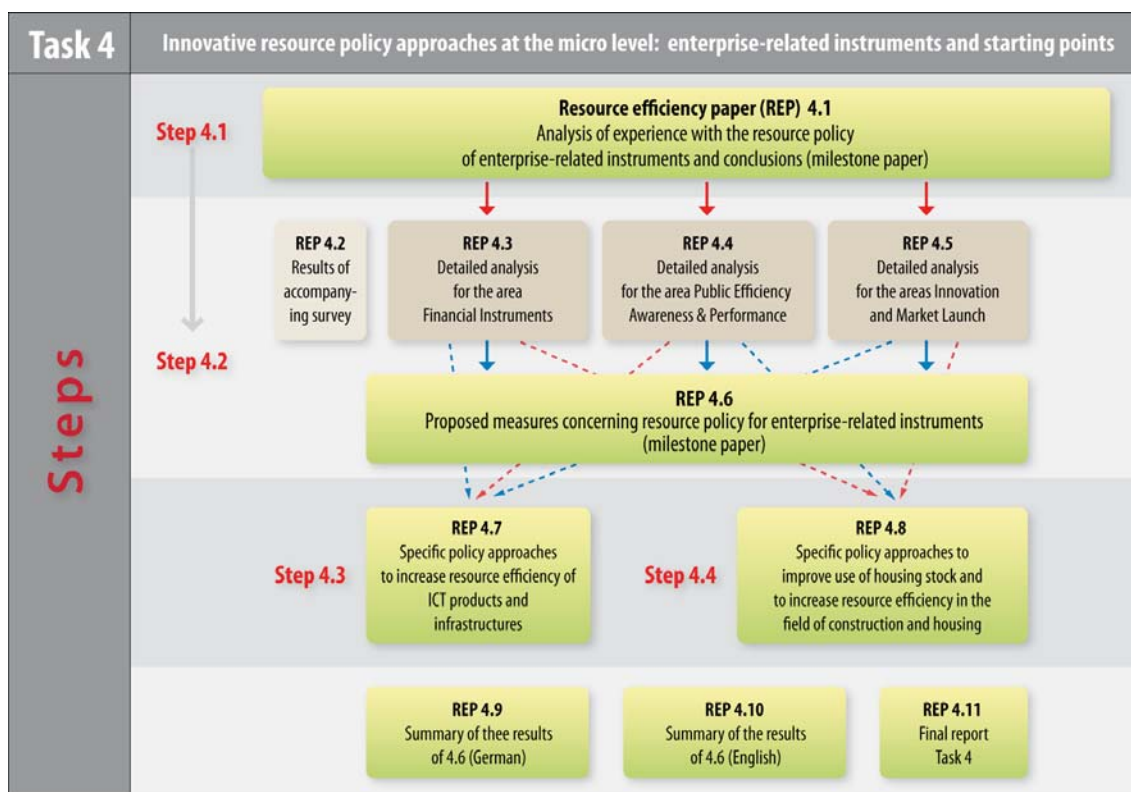 Task 4
Innovative resource policy approaches at the micro level: enterprise-related instruments and starting points
Steps
Step 4.1
Resource efficiency paper (REP) 4.1
Analysis of experience with the resource policy
of enterprise-related instruments and conclusions (milestone paper)
Step 4.2
REP 4.2
Results of
accompany-
ing survey
REP 4.3
Detailed analysis
for the area
Financial Instruments
REP 4.4
Detailed analysis
for the area Public Efficiency
Awareness & Performance
REP 4.5
Detailed analysis
for the areas Innovation
and Market Launch
REP 4.6
Proposed measures concerning resource policy for enterprise-related instruments
(milestone paper)
Step 4.3
REP 4.7
Specific policy approaches
to increase resource efficiency of
ICT products and
infrastructures
Step 4.4
REP 4.8
Specific policy approaches to
improve use of housing stock and
to increase resource efficiency in the
field of construction and housing
REP 4.9
Summary of thee results
of 4.6 (German)
REP 4.10
Summary of the results
of 4.6 (English)
REP 4.11
Final report
Task 4